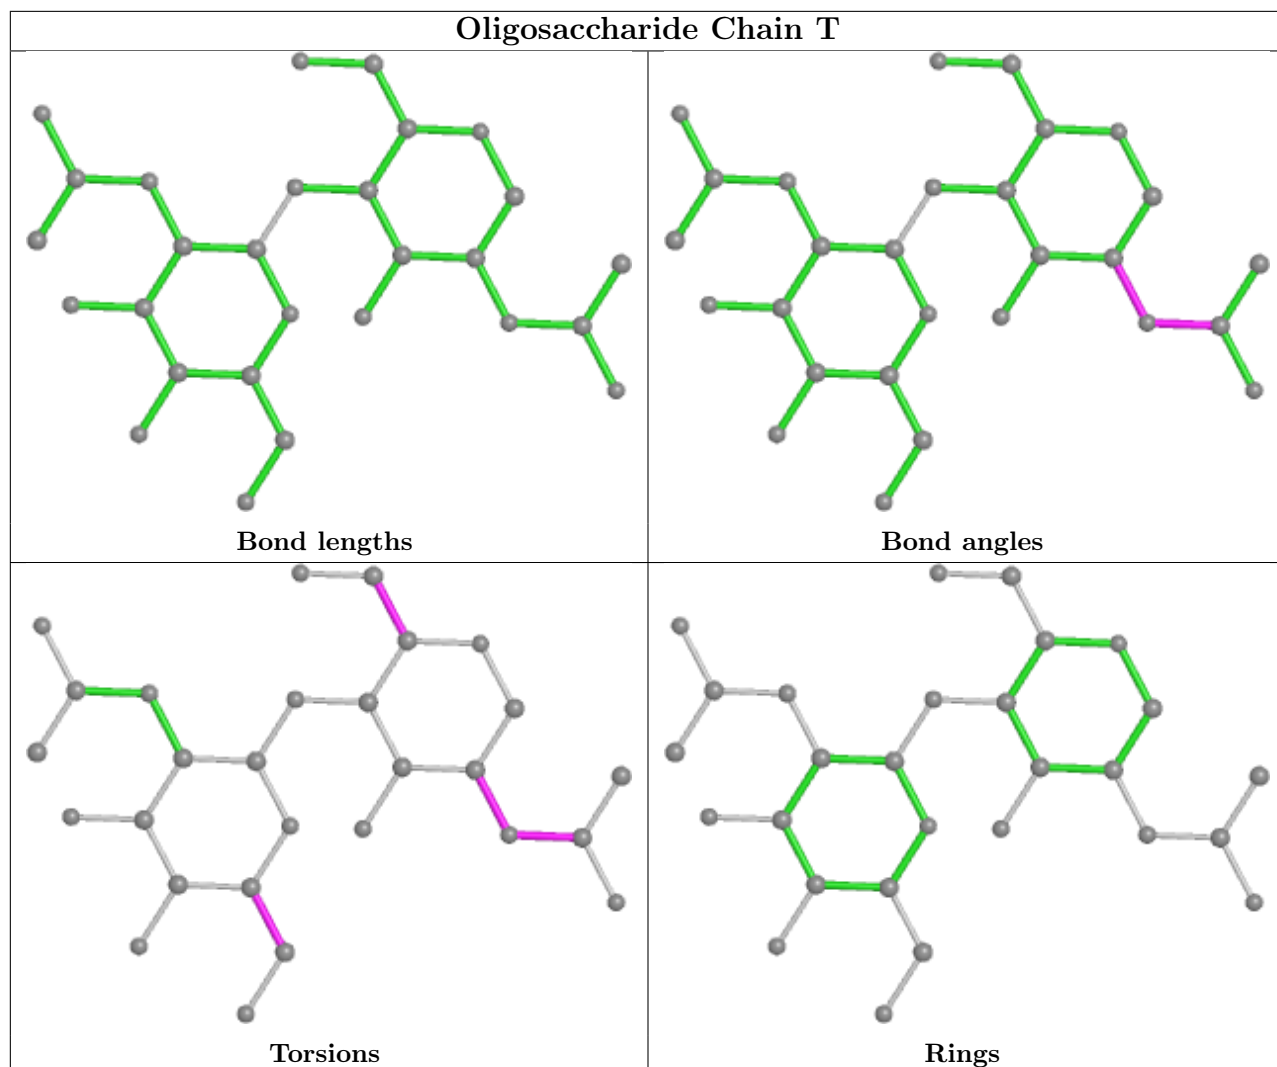 Oligosaccharide Chain T
Bond lengths
Bond angles
Torsions
Rings